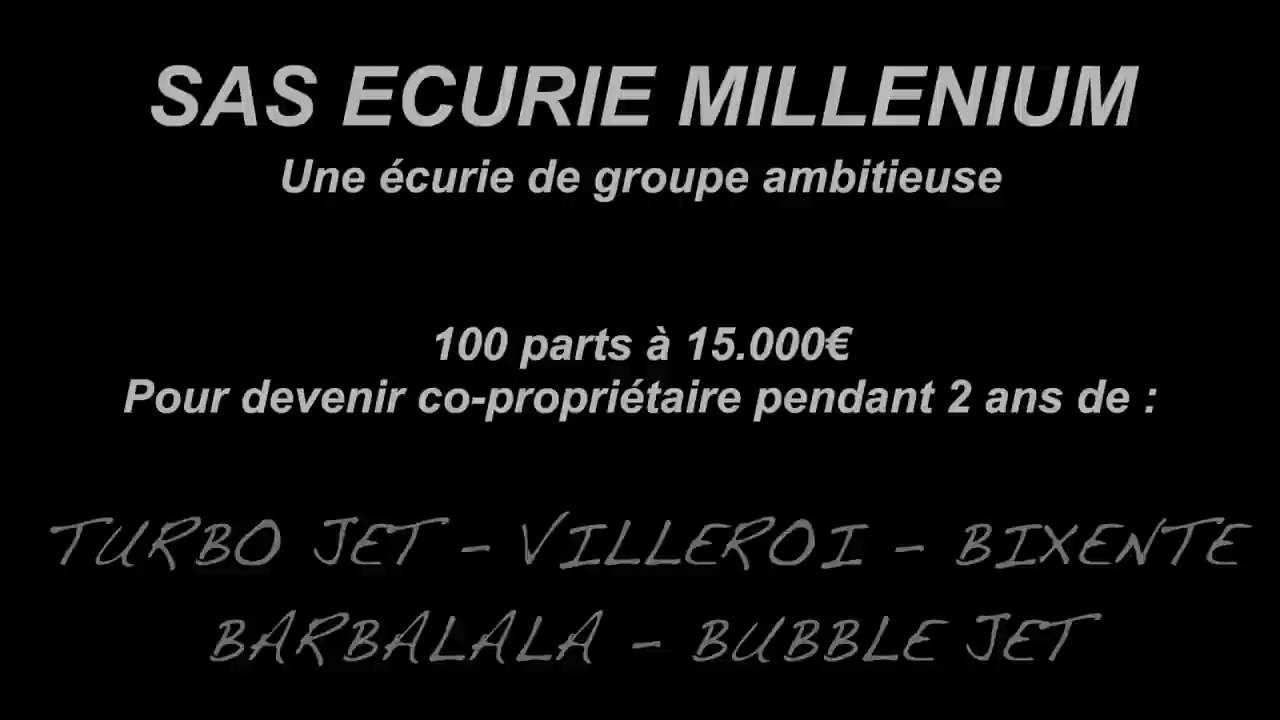 SAS ECURIE MILLENIUM
Une écurie de groupe ambitieuse
100 parts à 15.000€
Pour devenir co-propriétaire pendant 2 ans de :
TURBO JET - VILLEROI - BIXENTE
BARBALALA - BUBBLE JET